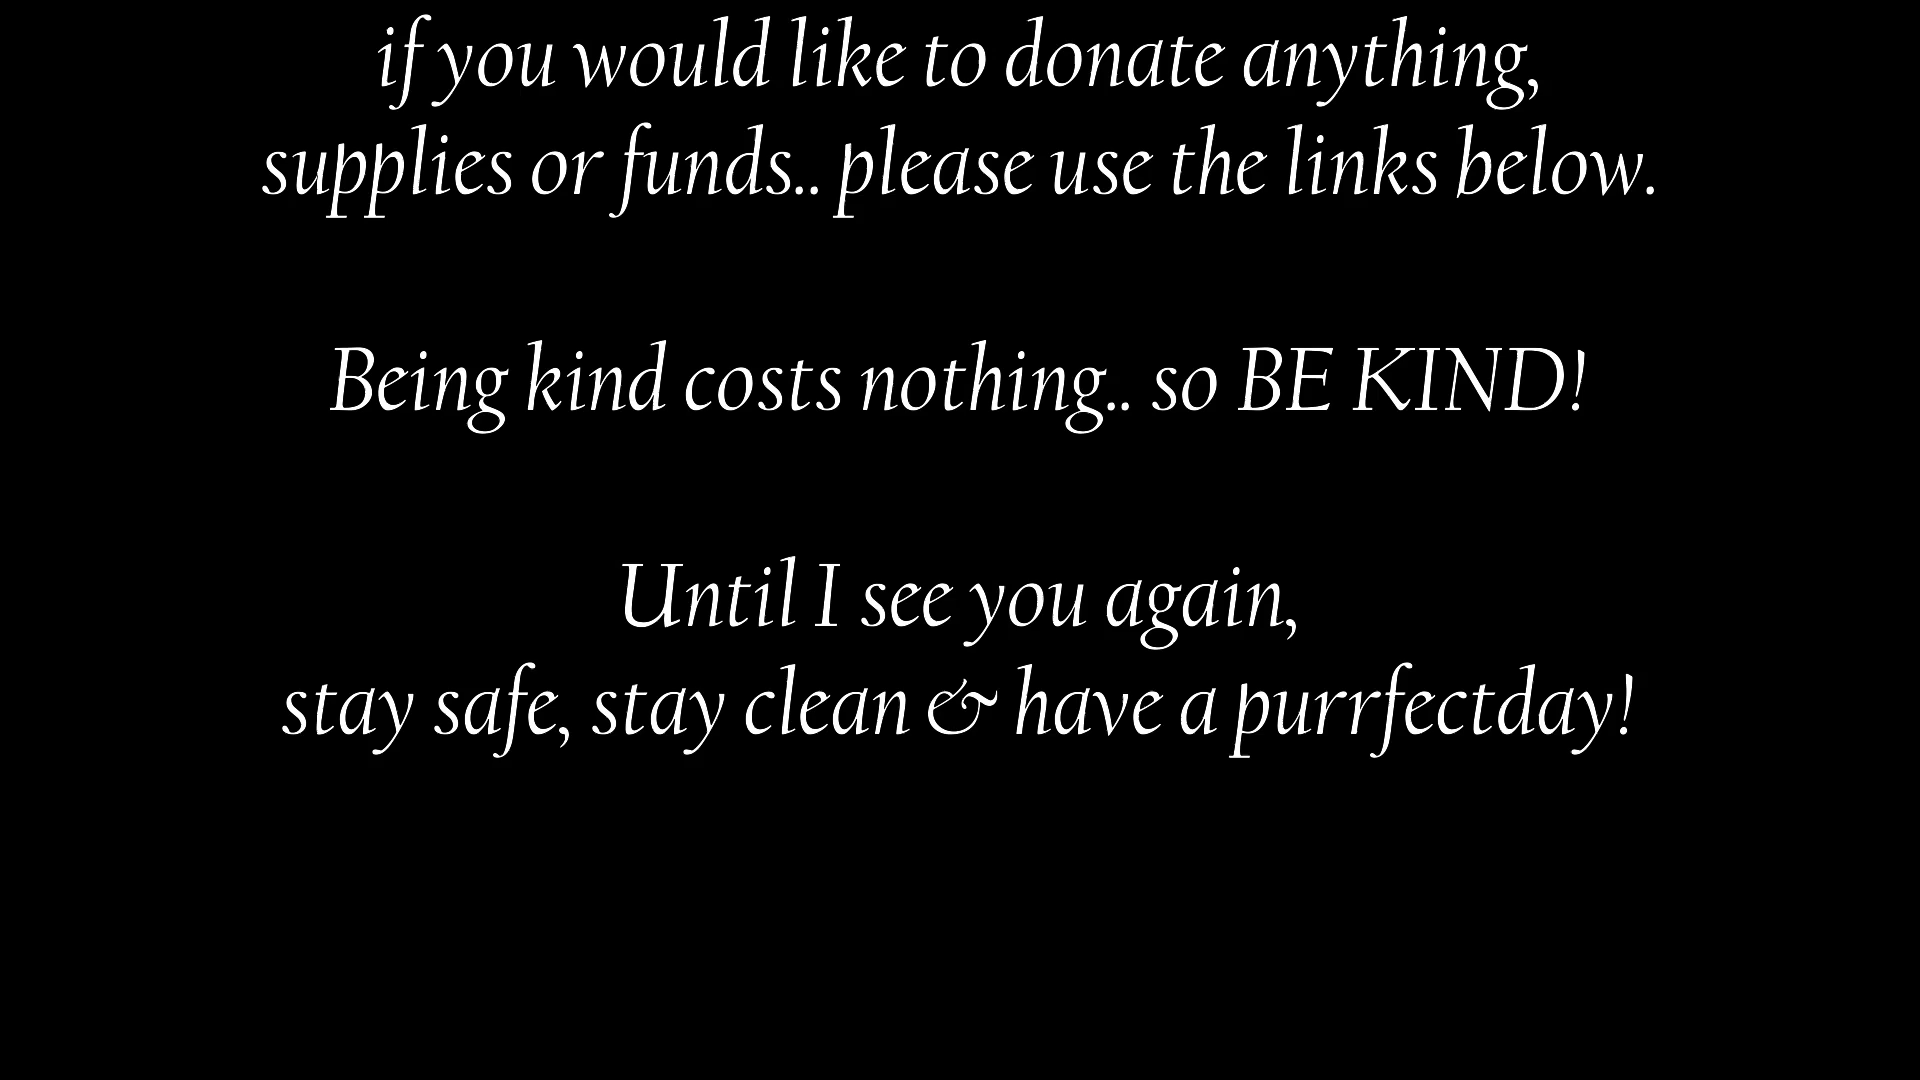 if you would like to donate anything,
supplies or funds.. please use the links below.
Being kind costs nothing.. so BE KIND!
Until I see you again,
stay safe, stay clean & have a purrfectday!